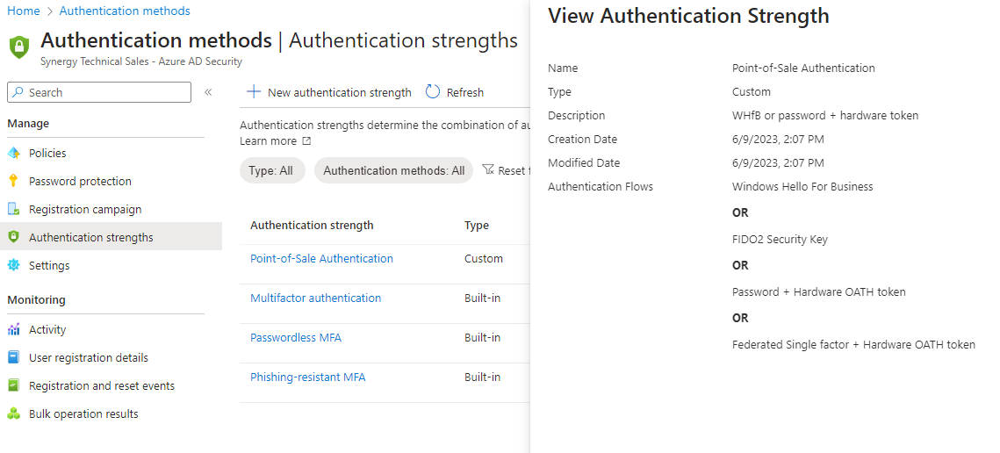 Home > Authentication methods
Authentication methods | Authentication strengths
Synergy Technical Sales - Azure AD Security
Search
«
Manage
Policies
Password protection
Registration campaign
Authentication strengths
Settings
Monitoring
Activity
User registration details
Registration and reset events
Bulk operation results
New authentication strength
Refresh
Authentication strengths determine the combination of au
Learn more
Type: All
Authentication methods: All
Reset f
Authentication strength Type
Point-of-Sale Authentication Custom
Multifactor authentication Built-in
Passwordless MFA Built-in
Phishing-resistant MFA Built-in
View Authentication Strength
Name Point-of-Sale Authentication
Type Custom
Description WHfB or password + hardware token
Creation Date 6/9/2023, 2:07 PM
Modified Date 6/9/2023, 2:07 PM
Authentication Flows Windows Hello For Business
OR
FIDO2 Security Key
OR
Password + Hardware OATH token
OR
Federated Single factor + Hardware OATH token